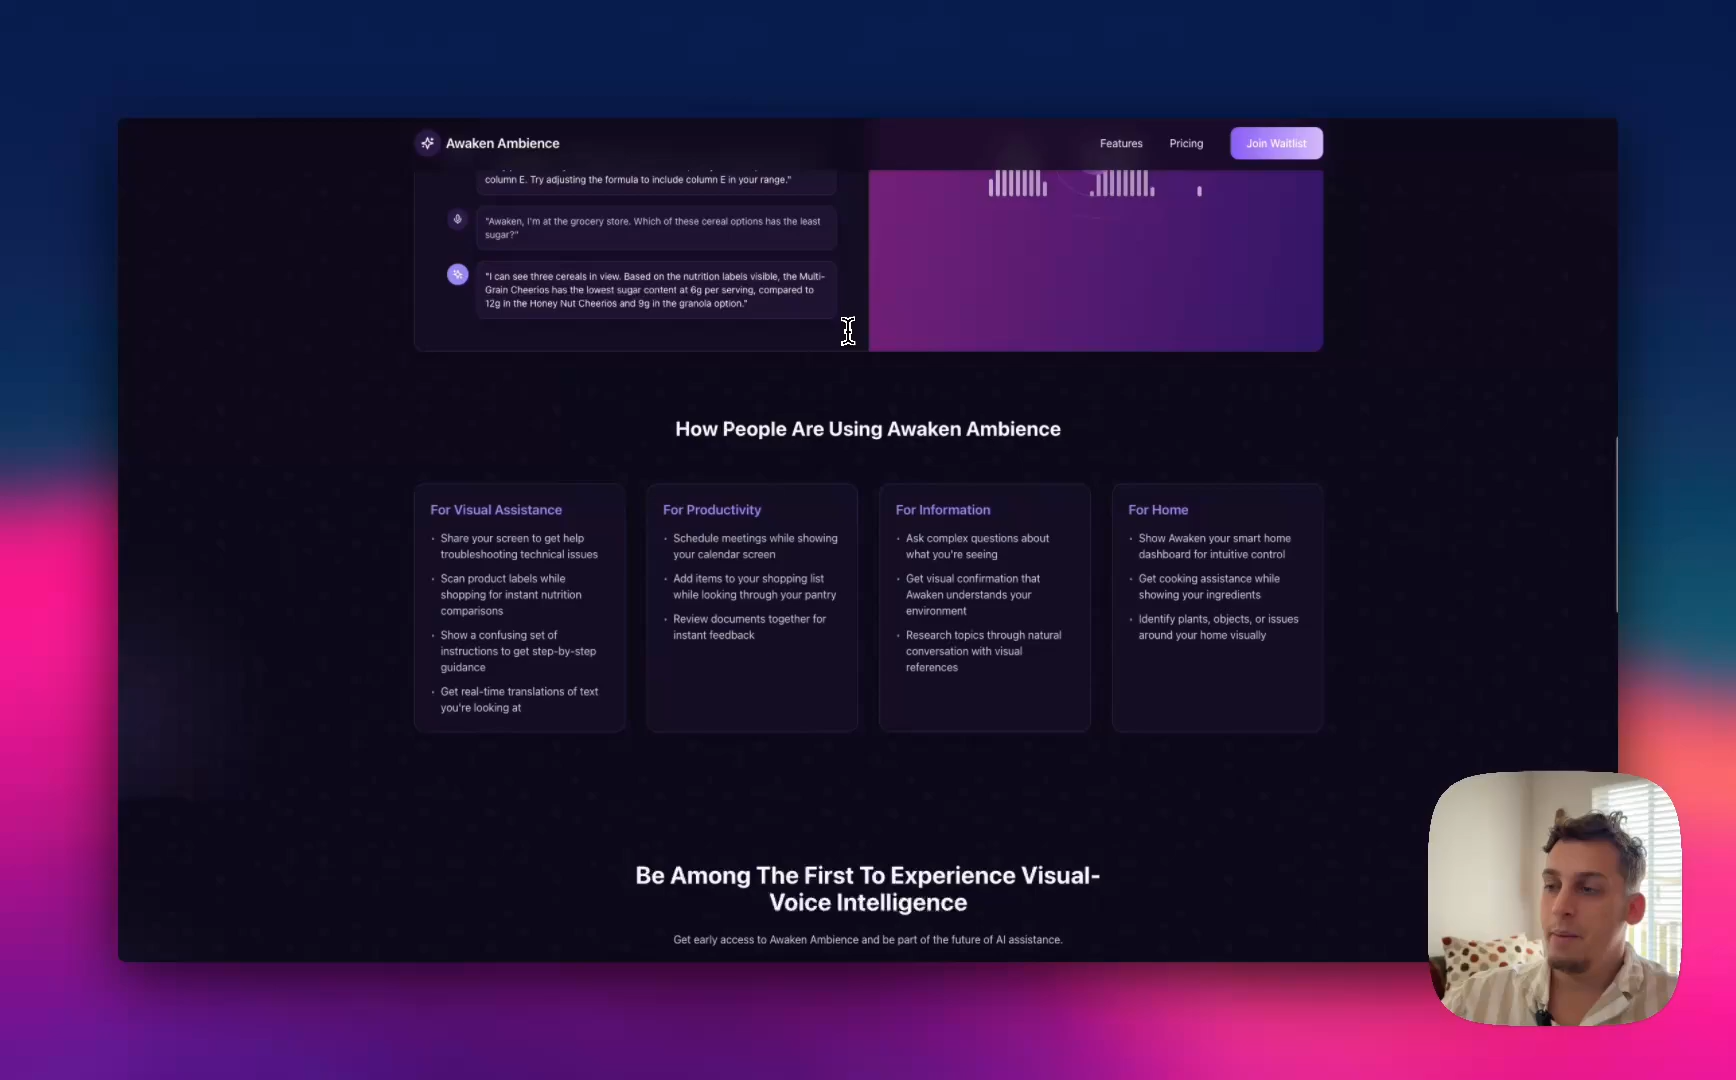 Awaken Ambience
Features
Pricing
Join Waitlist
column E. Try adjusting the formula to include column E in your range."
"Awaken, I'm at the grocery store. Which of these cereal options has the least
sugar?"
"I can see three cereals in view. Based on the nutrition labels visible, the Multi-
Grain Cheerios has the lowest sugar content at 6g per serving, compared to
12g in the Honey Nut Cheerios and 9g in the granola option."
How People Are Using Awaken Ambience
For Visual Assistance
• Share your screen to get help
troubleshooting technical issues
• Scan product labels while
shopping for instant nutrition
comparisons
• Show a confusing set of
instructions to get step-by-step
guidance
• Get real-time translations of text
you're looking at
For Productivity
• Schedule meetings while showing
your calendar screen
• Add items to your shopping list
while looking through your pantry
• Review documents together for
instant feedback
For Information
• Ask complex questions about
what you're seeing
• Get visual confirmation that
Awaken understands your
environment
• Research topics through natural
conversation with visual
references
For Home
• Show Awaken your smart home
dashboard for intuitive control
• Get cooking assistance while
showing your ingredients
• Identify plants, objects, or issues
around your home visually
Be Among The First To Experience Visual-
Voice Intelligence
Get early access to Awaken Ambience and be part of the future of AI assistance.